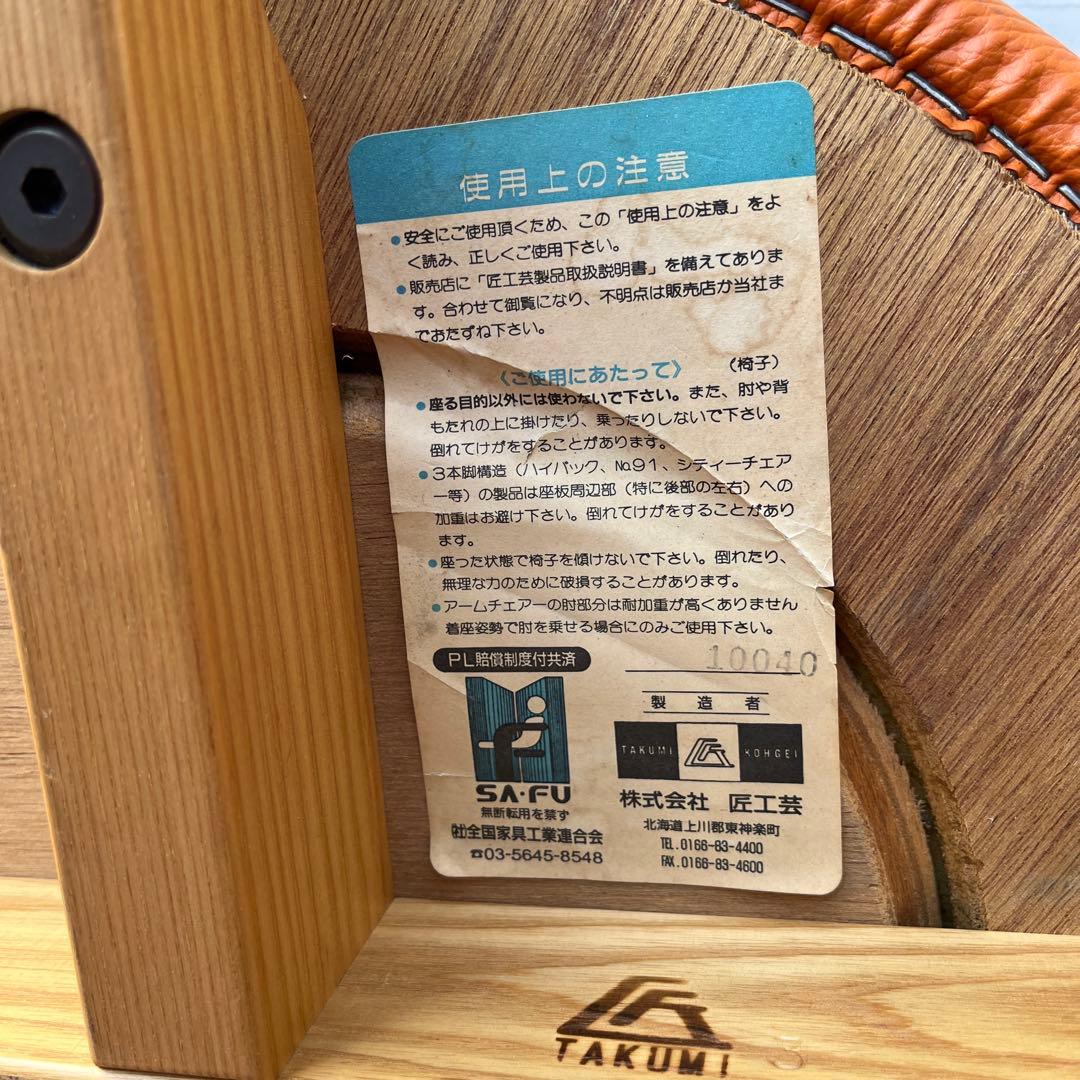 使用上の注意
●安全にご使用頂くため、この「使用上の注意」をよ
く読み、正しくご使用下さい。
●販売店に「匠工芸製品取扱説明書」を備えてありま
す。合わせて御覧になり、不明点は販売店か当社ま
でおたずね下さい。
《ご使用にあたって》 (椅子)
●座る目的以外には使わないで下さい。また、肘や背
もたれの上に掛けたり、乗ったりしないで下さい。
倒れてけがをすることがあります。
●3本脚構造(ハイバック、No.91、シティーチェア
ー等)の製品は座板周辺部(特に後部の左右)への
加重はお避け下さい。倒れてけがをすることがあり
ます。
●座った状態で椅子を傾けないで下さい。倒れたり、
無理な力のために破損することがあります。
●アームチェアーの肘部分は耐加重が高くありません
着座姿勢で肘を乗せる場合にのみご使用下さい。
PL賠償制度付共済
SA・FU
無断転用を禁ず
(社)全国家具工業連合会
☎03-5645-8548
10040
製造者
TAKUMI KOHGEI
株式会社 匠工芸
北海道上川郡東神楽町
TEL.0166-83-4400
FAX.0166-83-4600
TAKUMI